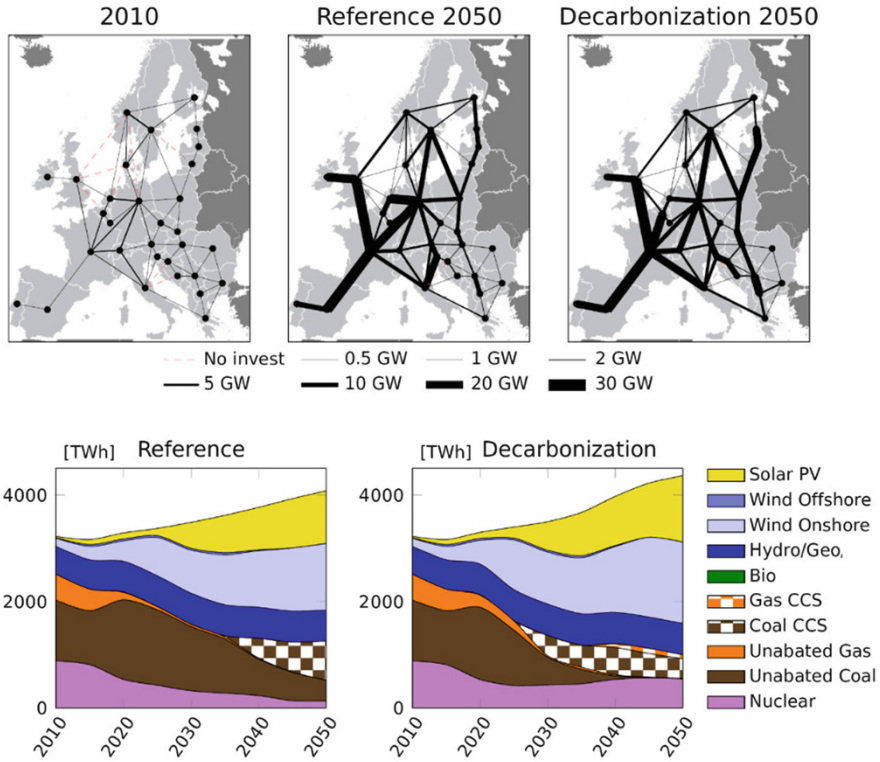 2010 Reference 2050 Decarbonization 2050
No invest 0.5 GW 1 GW 2 GW
5 GW 10 GW 20 GW 30 GW
[TWh] Reference [TWh] Decarbonization
4000 4000
2000 2000
0 0
2010 2020 2030 2040 2050 2010 2020 2030 2040 2050
Solar PV
Wind Offshore
Wind Onshore
Hydro/Geo,
Bio
Gas CCS
Coal CCS
Unabated Gas
Unabated Coal
Nuclear